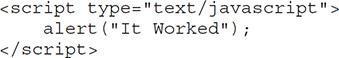 <script type="text/javascript">
    alert("It Worked");
</script>